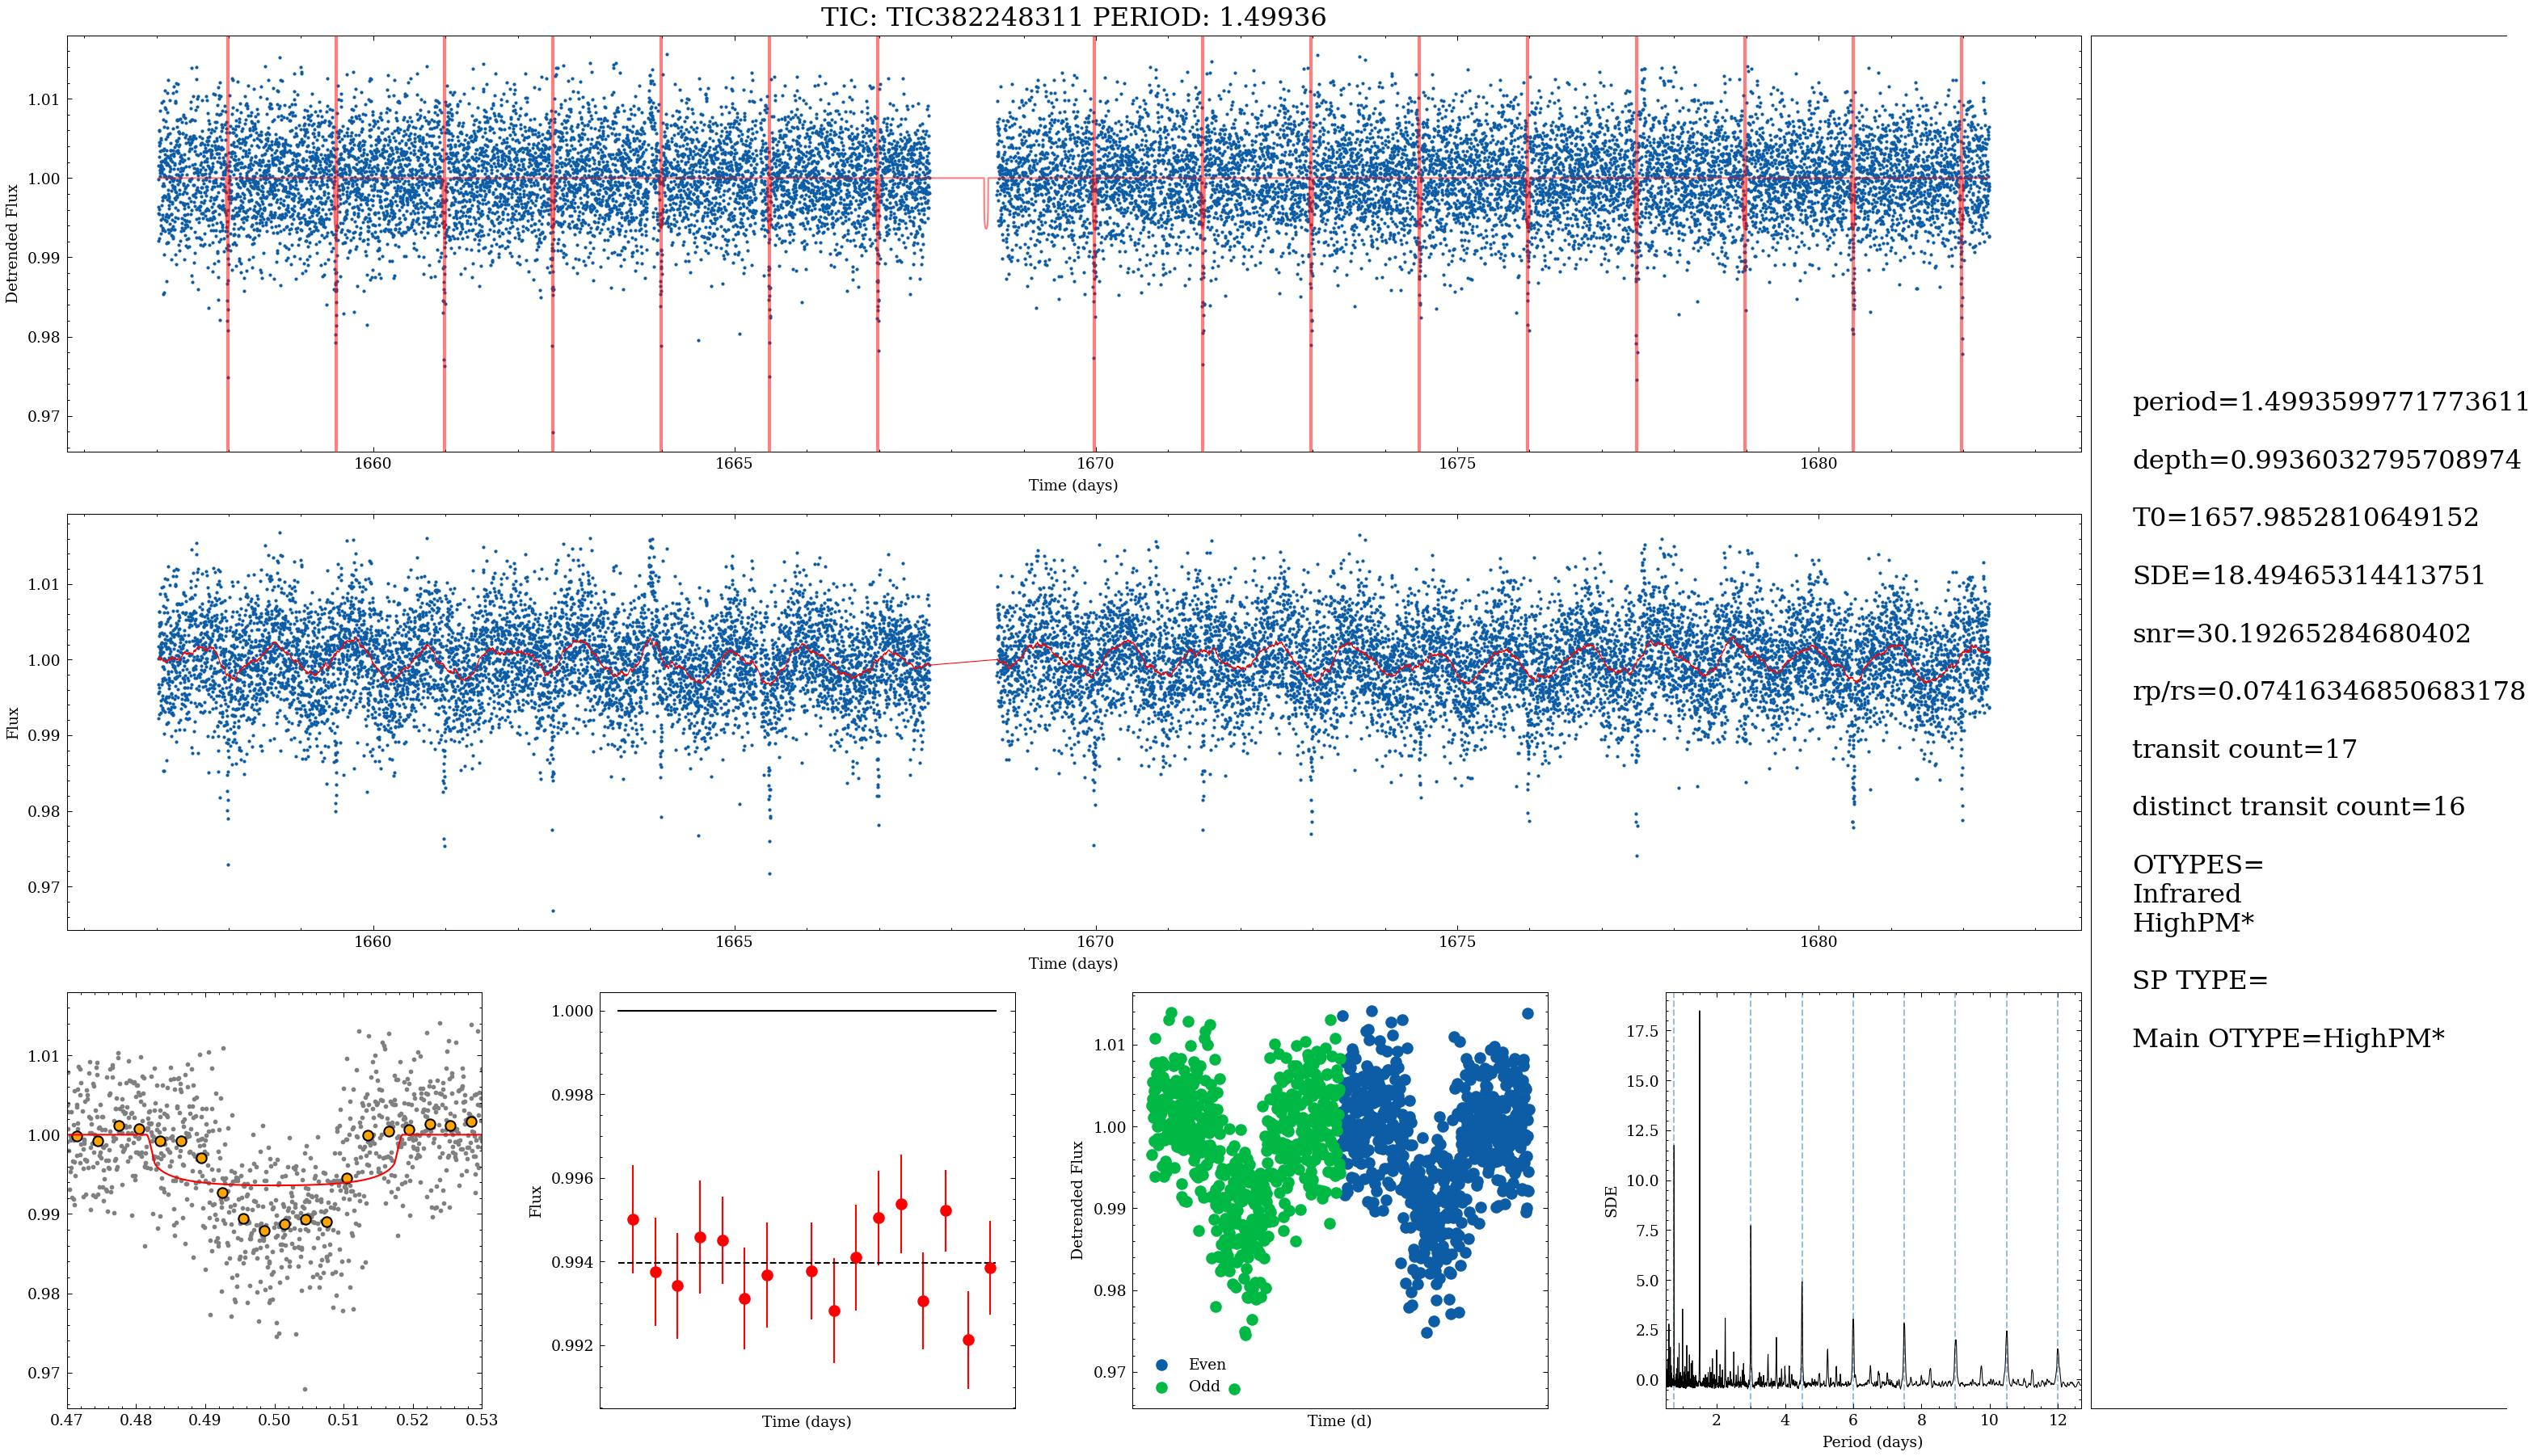 TIC: TIC382248311 PERIOD: 1.49936
1.01
1.00
0.99
0.98
0.97
Detrended Flux
1660
1665
1670
1675
1680
Time (days)
1.01
1.00
0.99
0.98
0.97
Flux
1660
1665
1670
1675
1680
Time (days)
1.01
1.00
0.99
0.98
0.97
0.47
0.48
0.49
0.50
0.51
0.52
0.53
1.000
0.998
0.996
0.994
0.992
Flux
Time (days)
1.01
1.00
0.99
0.98
0.97
Detrended Flux
Even
Odd
Time (d)
17.5
15.0
12.5
10.0
7.5
5.0
2.5
0.0
SDE
2
4
6
8
10
12
Period (days)
period=1.4993599771773611
depth=0.9936032795708974
T0=1657.9852810649152
SDE=18.49465314413751
snr=30.19265284680402
rp/rs=0.07416346850683178
transit count=17
distinct transit count=16
OTYPES=
Infrared
HighPM*
SP TYPE=
Main OTYPE=HighPM*